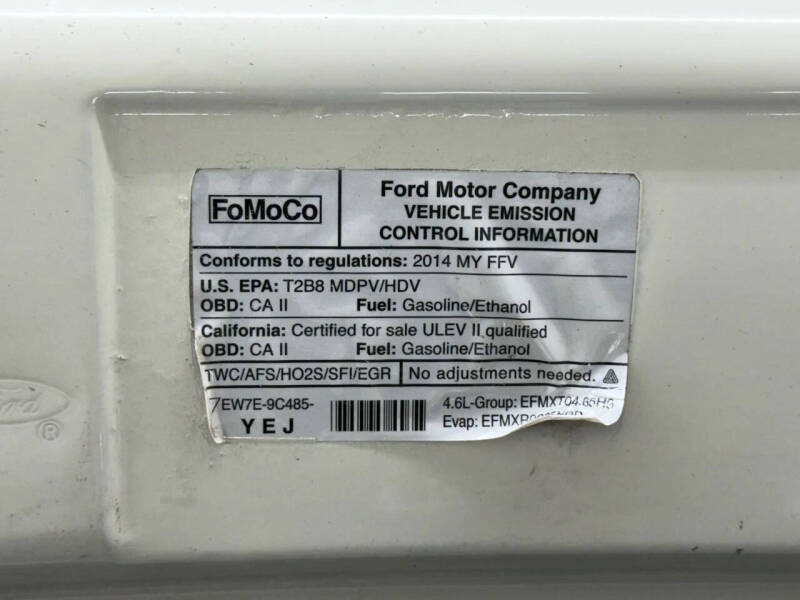 FoMoCo
Ford Motor Company
VEHICLE EMISSION
CONTROL INFORMATION
Conforms to regulations: 2014 MY FFV
U.S. EPA: T2B8 MDPV/HDV
OBD: CA II Fuel: Gasoline/Ethanol
California: Certified for sale ULEV II qualified
OBD: CA II Fuel: Gasoline/Ethanol
TWC/AFS/HO2S/SFI/EGR No adjustments needed.
7EW7E-9C485-
YEJ
4.6L-Group:
Evap:
Ford ®